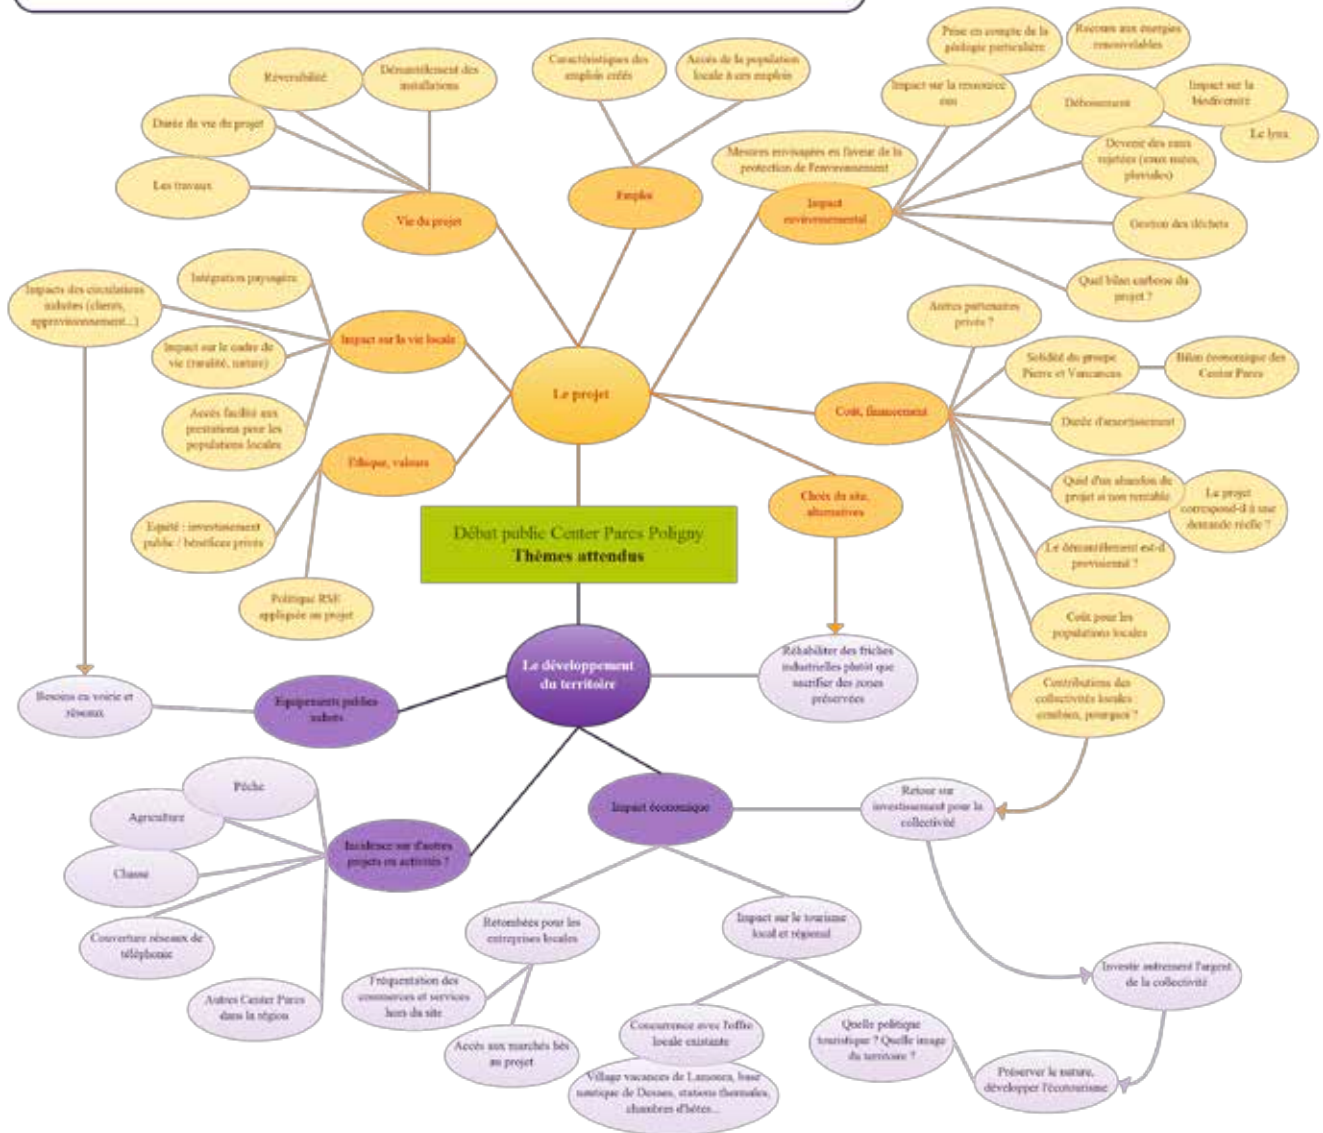 Prise en compte de la
géologie particulière
Recours aux énergies
renouvelables
Réversibilité
Démantèlement des
installations
Caractéristiques des
emplois créés
Accès de la population
locale à ces emplois
Impact sur la ressource
eau
Déboisement
Impact sur la
biodiversité
Le lynx
Durée de vie du projet
Les travaux
Vie du projet
Emploi
Mesures envisagées en faveur de la
protection de l'environnement
Impact
environnemental
Devenir des eaux
rejetées (eaux usées,
pluviales)
Gestion des déchets
Quel bilan carbone du
projet ?
Intégration paysagère
Impacts des circulations
induites (clients,
approvisionnement...)
Impact sur le cadre de
vie (ruralité, nature)
Accès facilité aux
prestations pour les
populations locales
Impact sur la vie locale
Le projet
Autres partenaires
privés ?
Solidité du groupe
Pierre et Vancances
Bilan économique des
Center Parcs
Coût, financement
Durée d'amortissement
Ethique, valeurs
Choix du site,
alternatives
Quid d'un abandon de
projet si non rentable
Le projet
correspond-il à une
demande réelle ?
Equité : investissement
public / bénéfices privés
Politique RSE
appliquée au projet
Débat public Center Parcs Poligny
Thèmes attendus
Le démantèlement est-il
provisionné ?
Coût pour les
populations locales
Contributions des
collectivités locales
combien, pourquoi ?
Besoins en voirie et
réseaux
Equipements publics
induits
Le développement
du territoire
Réhabiliter des friches
industrielles plutôt que
sacrifier des zones
préservées
Pêche
Agriculture
Chasse
Couverture réseaux de
téléphonie
Autres Center Parcs
dans la région
Incidence sur d'autres
projets ou activités ?
Impact économique
Retour sur
investissement pour la
collectivité
Retombées pour les
entreprises locales
Impact sur le tourisme
local et régional
Fréquentation des
commerces et services
hors du site
Accès aux marchés liés
au projet
Concurrence avec l'offre
locale existante
Village vacances de Lamoura, base
nautique de Desnes, stations thermales,
chambres d'hôtes...
Quelle politique
touristique ? Quelle image
du territoire ?
Investir autrement l'argent
de la collectivité
Préserver le nature,
développer l'écotourisme